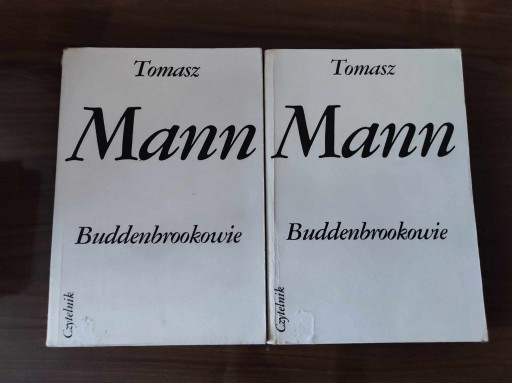 Tomasz
Mann
Buddenbrookowie
Czytelnik
Tomasz
Mann
Buddenbrookowie
Czytelnik